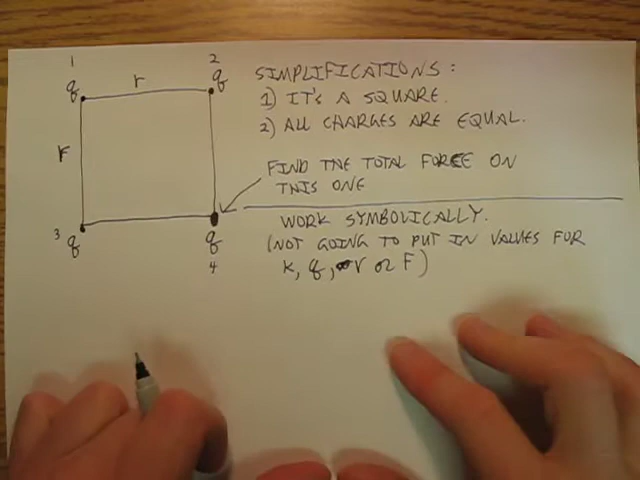 1
2
q
r
q
r
3
q
q
4
SIMPLIFICATIONS:
1) IT'S A SQUARE.
2) ALL CHARGES ARE EQUAL.
FIND THE TOTAL FORCE ON
THIS ONE
WORK SYMBOLICALLY.
(NOT GOING TO PUT IN VALUES FOR
K, q, r OR F)